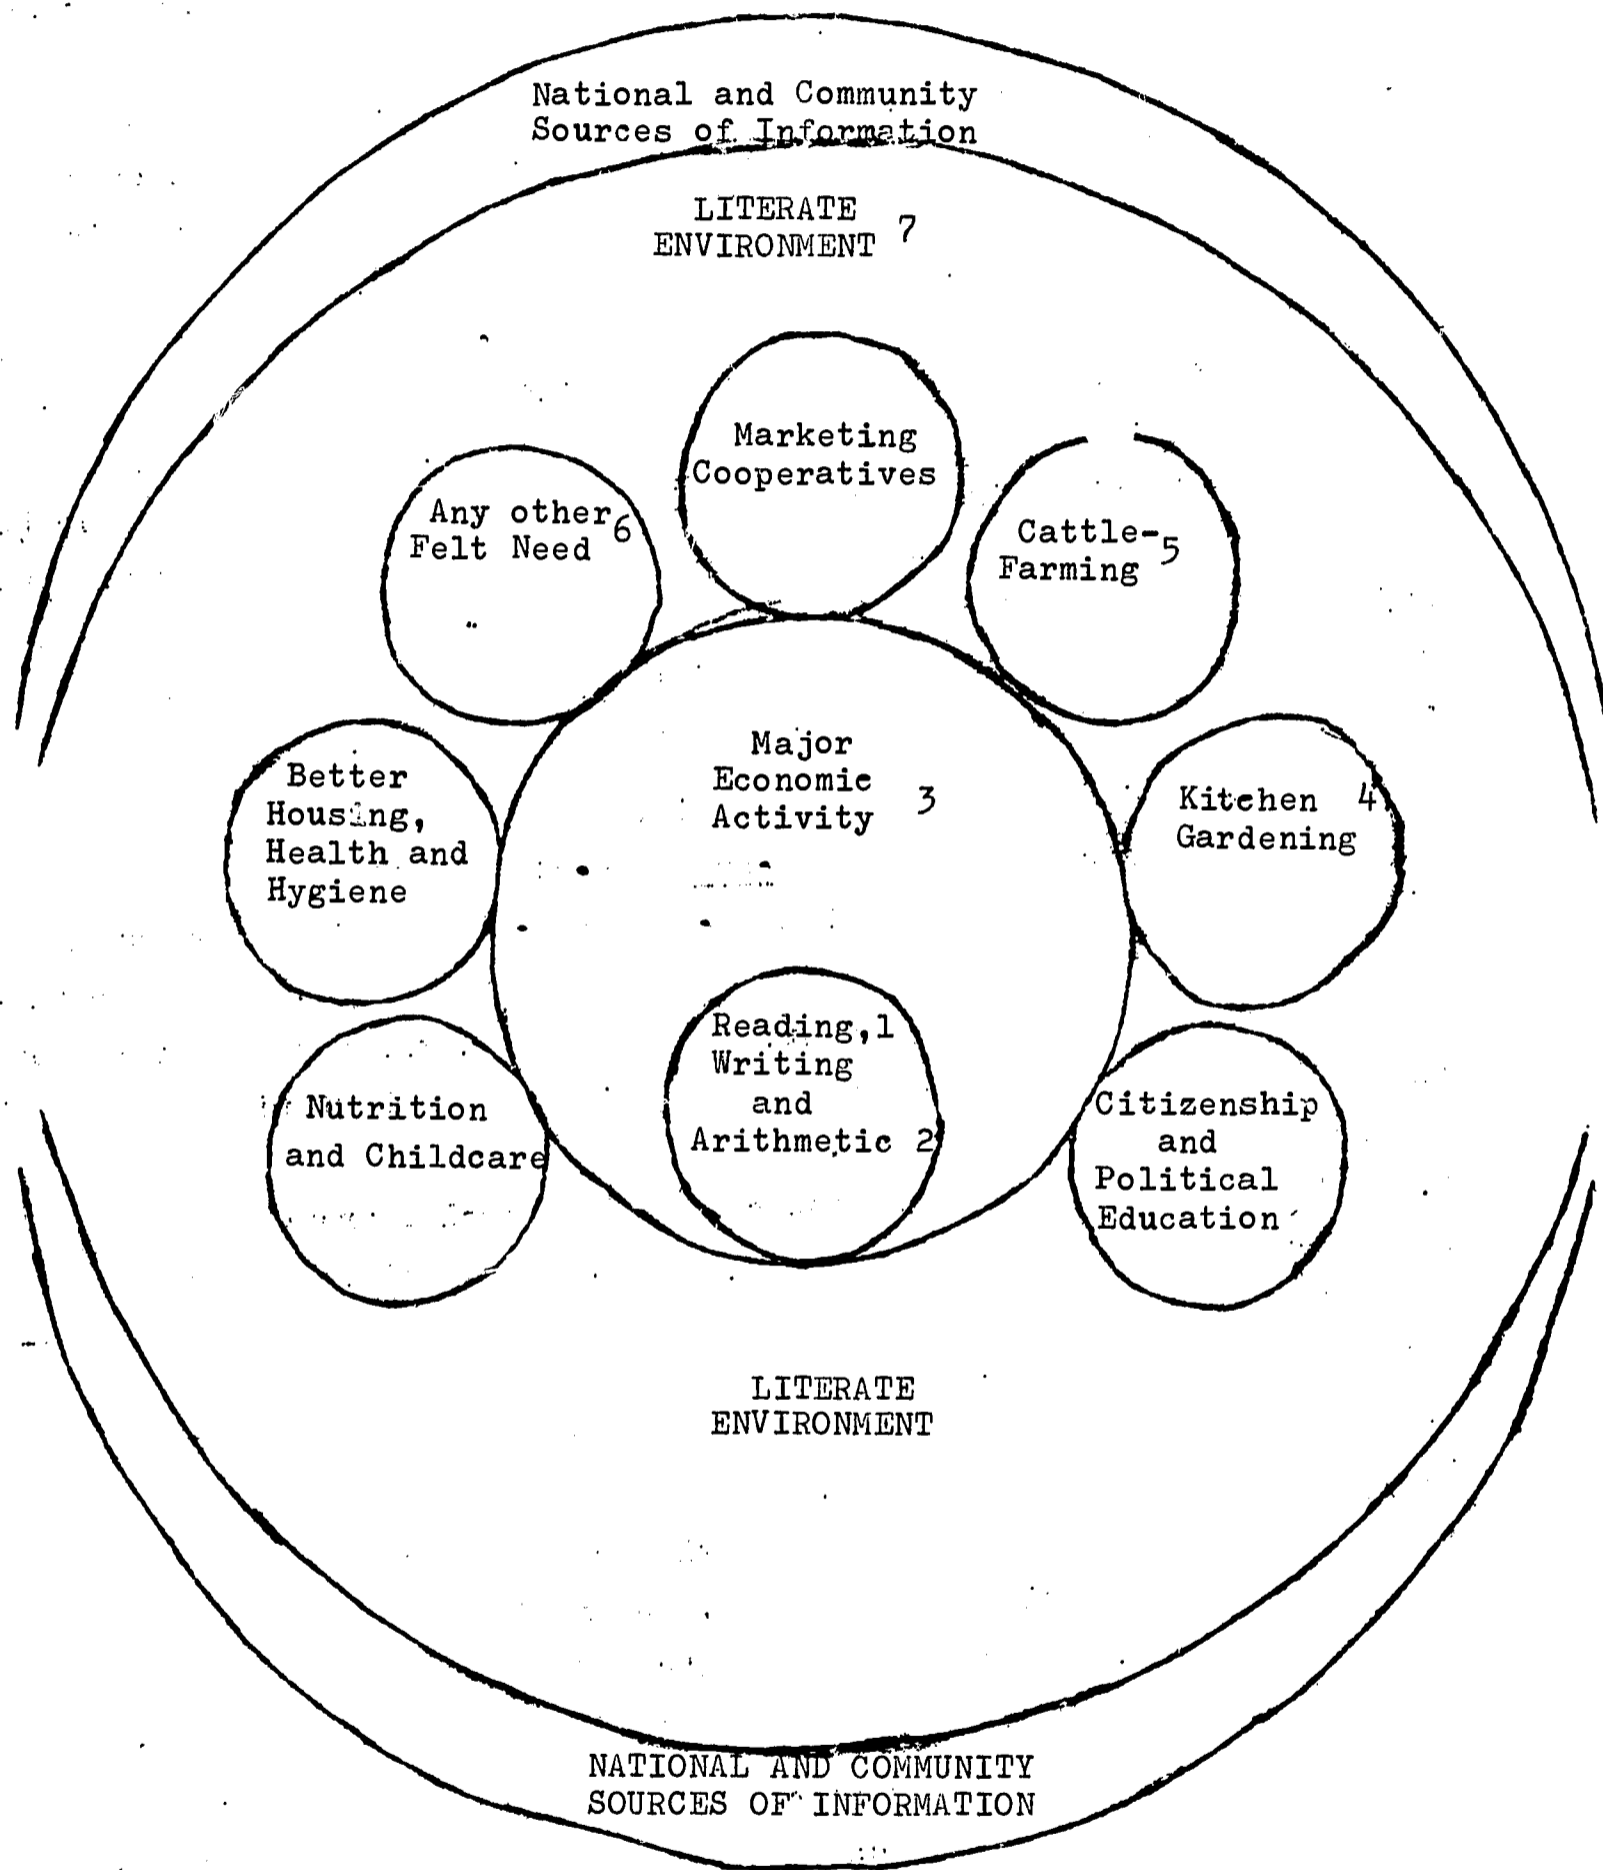 National and Community
Sources of Information
LITERATE
ENVIRONMENT 7
Marketing
Cooperatives
Any other 6
Felt Need
Cattle- 5
Farming
Major
Economic
Activity 3
Better
Housing,
Health and
Hygiene
Kitchen 4
Gardening
Reading, 1
Writing
and
Arithmetic 2
Nutrition
and Childcare
Citizenship
and
Political
Education
LITERATE
ENVIRONMENT
NATIONAL AND COMMUNITY
SOURCES OF INFORMATION